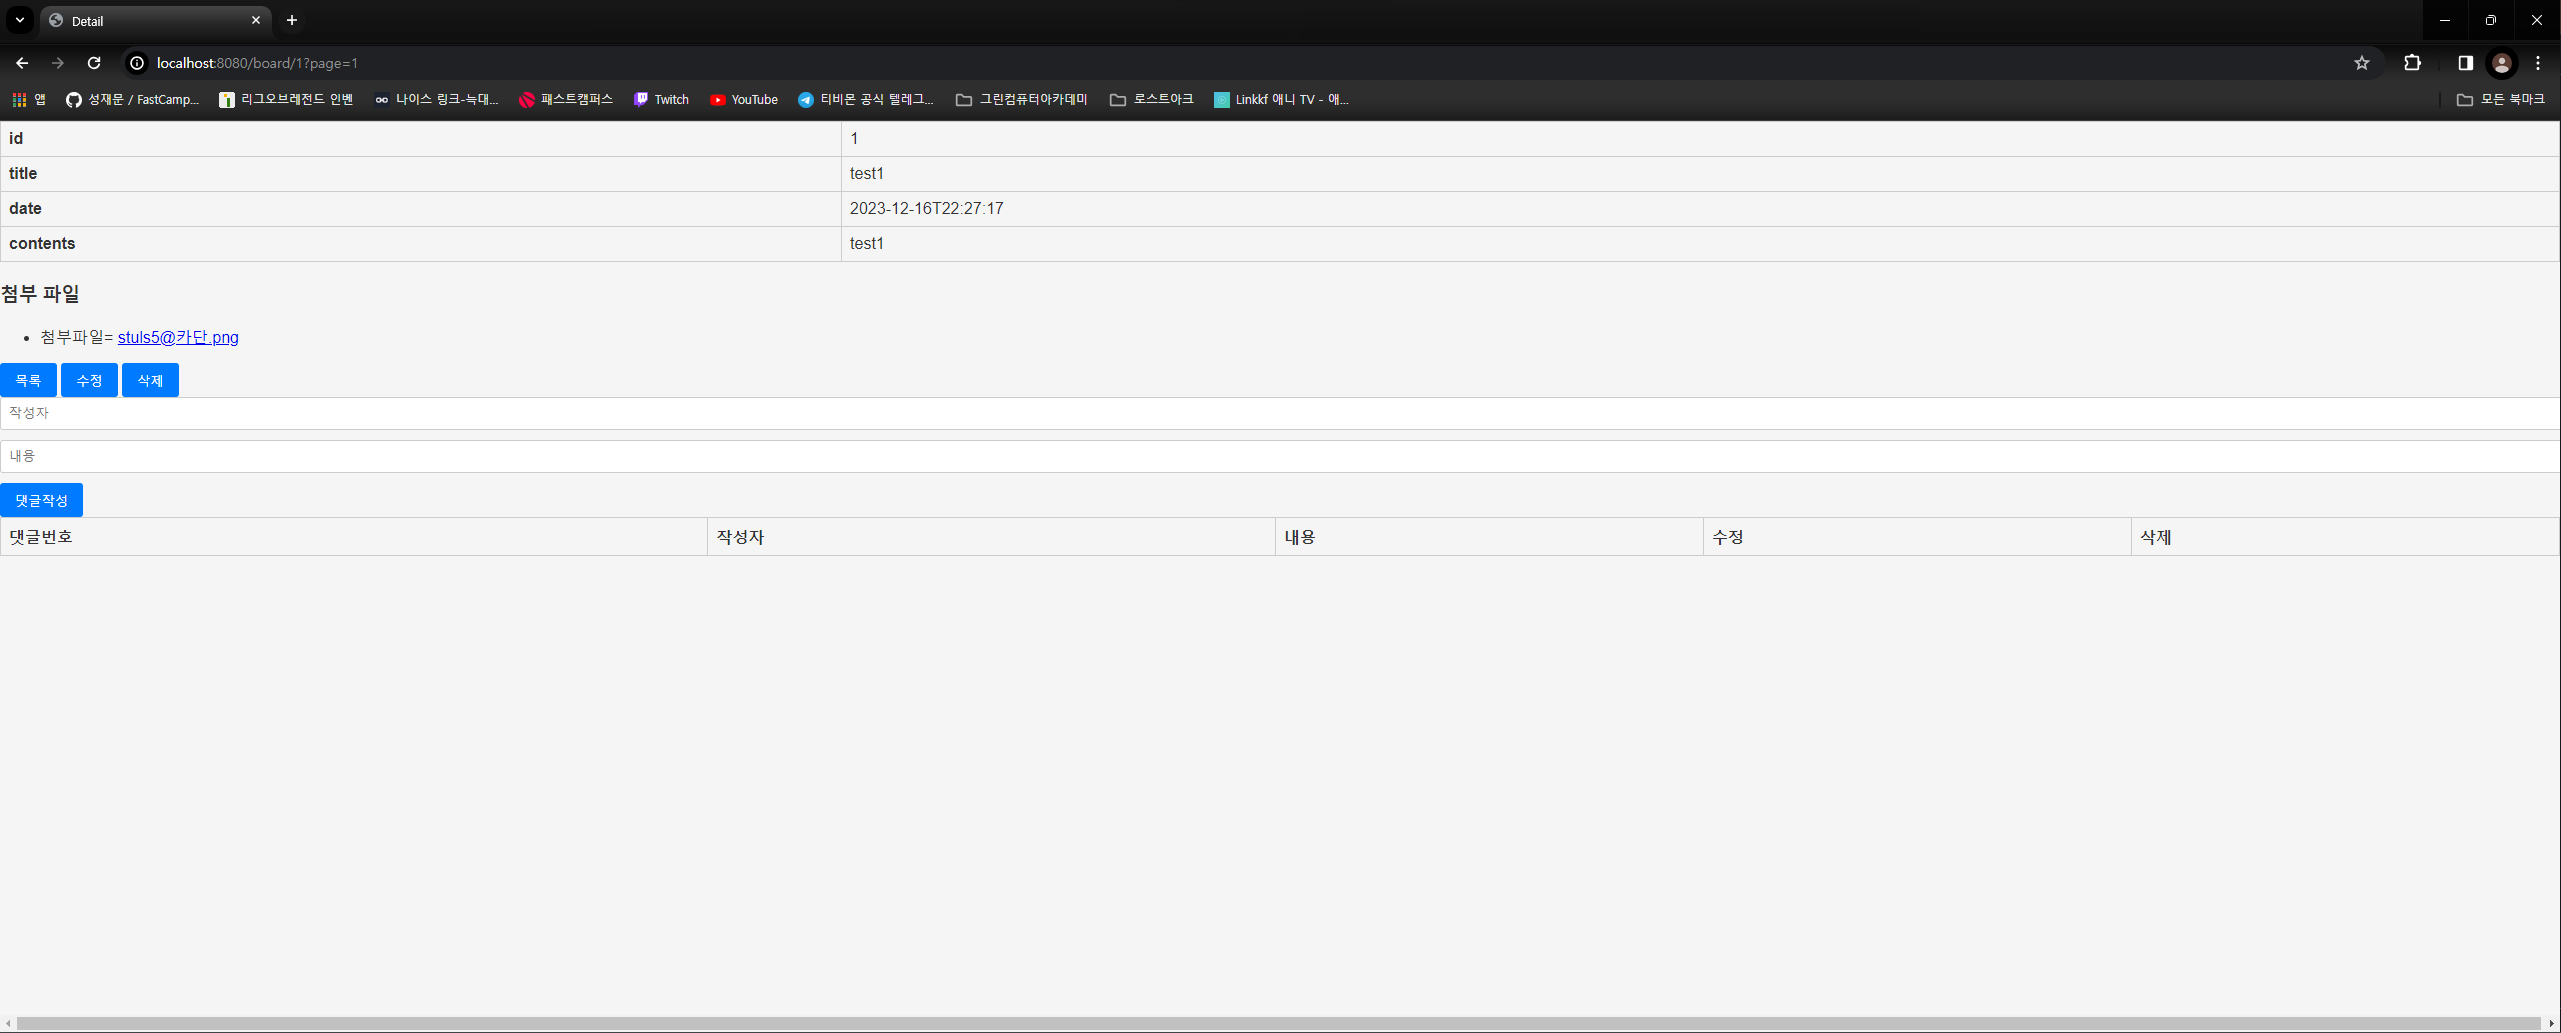 Detail
localhost:8080/board/1?page=1
앱 성재문 / FastCamp... 리그오브레전드 인벤 나이스 링크-늑대... 패스트캠퍼스 Twitch YouTube 티비몬 공식 텔레그... 그린컴퓨터아카데미 로스트아크 Linkkf 애니 TV - 애... 모든 북마크
id 1
title test1
date 2023-12-16T22:27:17
contents test1
첨부 파일
첨부파일= stuls5@카단.png
목록 수정 삭제
작성자
내용
댓글작성
댓글번호 작성자 내용 수정 삭제